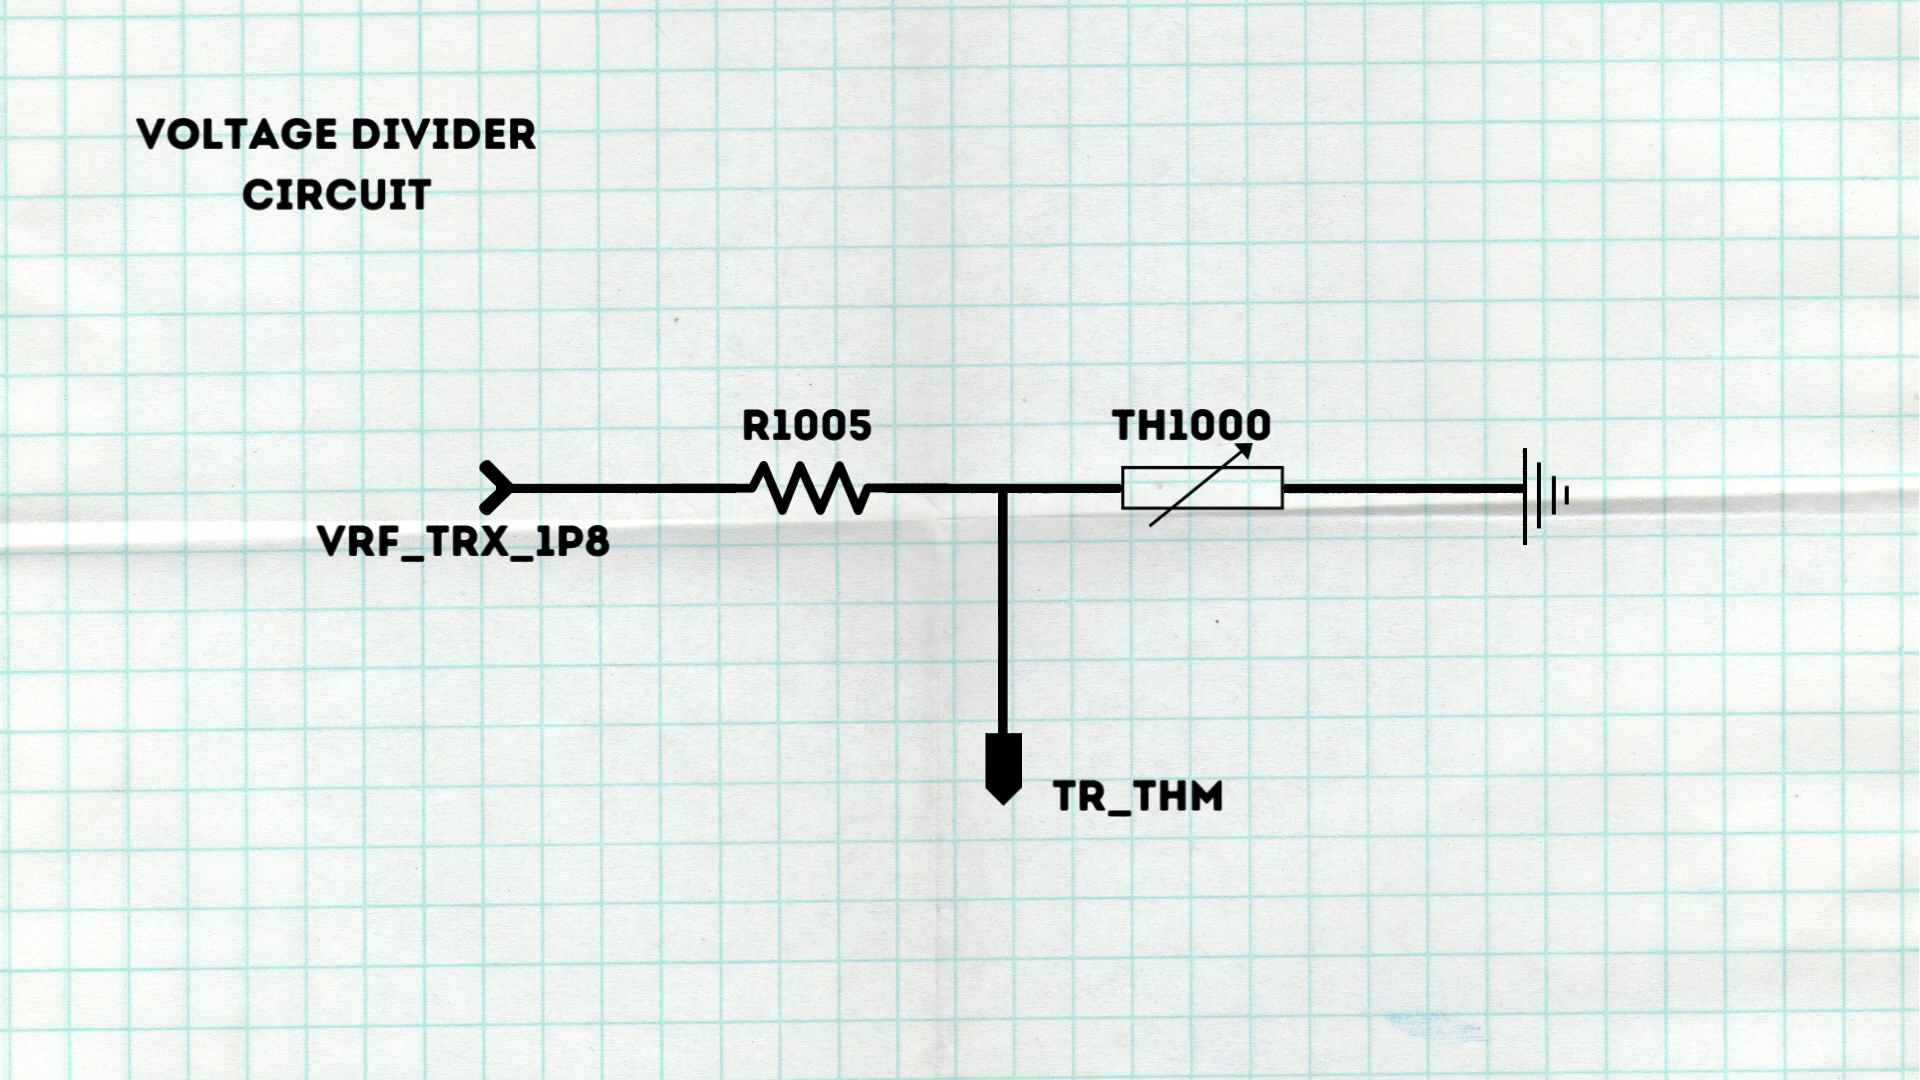 VOLTAGE DIVIDER
CIRCUIT
R1005
TH1000
VRF_TRX_1P8
TR_THM